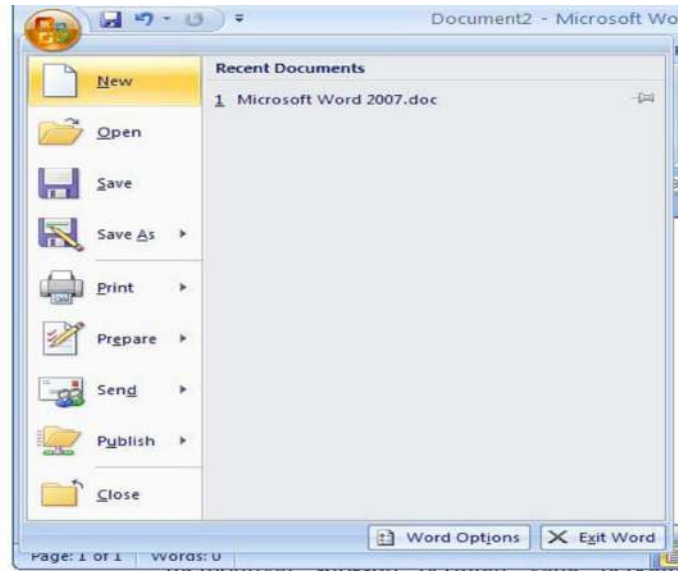 Document2 - Microsoft Wo
New
Recent Documents
1 Microsoft Word 2007.doc
Open
Save
Save As
Print
Prepare
Send
Publish
Close
Word Options
Exit Word
Page: 1 of 1 Words: 0